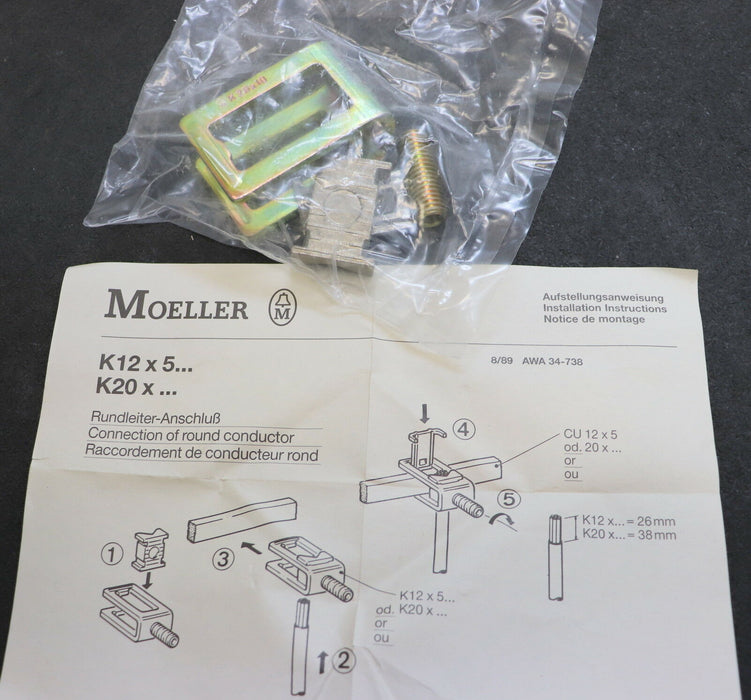 MOELLER
M
Aufstellungsanweisung
Installation Instructions
Notice de montage
8/89 AWA 34-738
K12 x 5...
K20 x ...
Rundleiter-Anschluß
Connection of round conductor
Raccordement de conducteur rond
4
CU 12 x 5
od. 20 x ...
or
ou
5
K12 x... = 26mm
K20 x... = 38mm
1
3
K12 x 5...
od. K20 x ...
or
ou
2